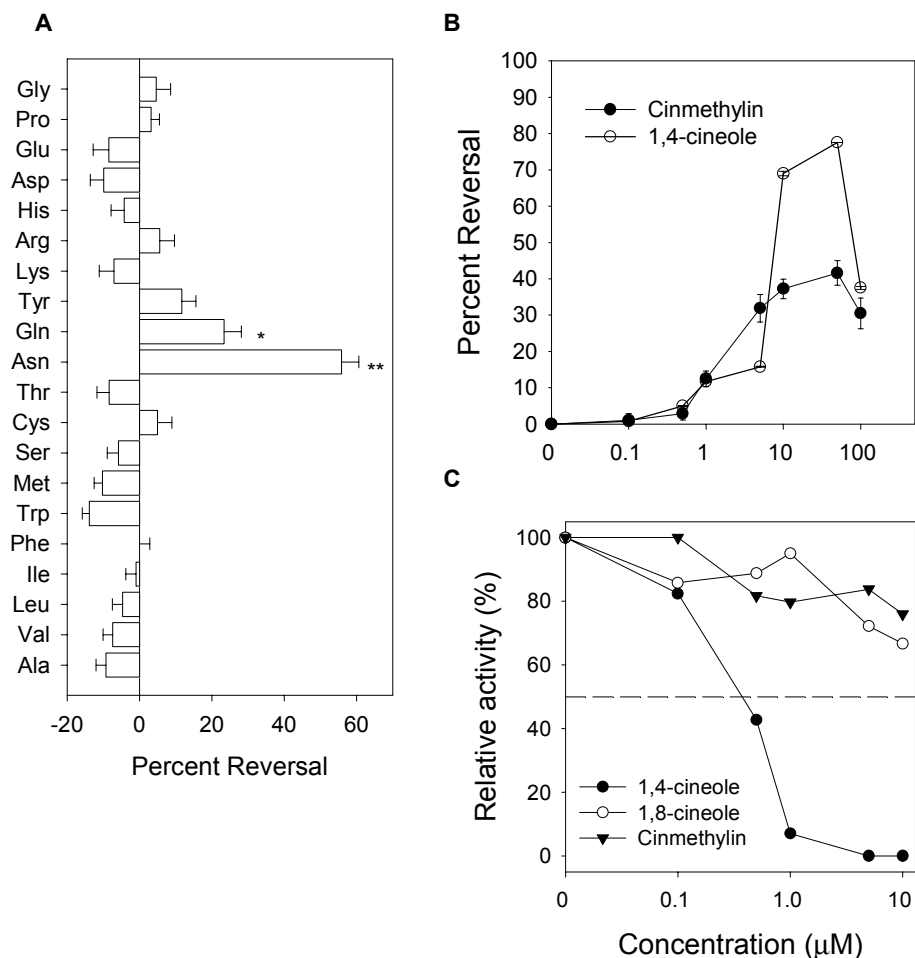 A
Gly
Pro
Glu
Asp
His
Arg
Lys
Tyr
Gln
*
Asn
**
Thr
Cys
Ser
Met
Trp
Phe
Ile
Leu
Val
Ala
-20 0 20 40 60
Percent Reversal
B
100
90
80
70
60
50
40
30
20
10
0
Percent Reversal
Cinmethylin
1,4-cineole
0 0.1 1 10 100
C
100
80
60
40
20
0
Relative activity (%)
1,4-cineole
1,8-cineole
Cinmethylin
0 0.1 1.0 10
Concentration (μM)